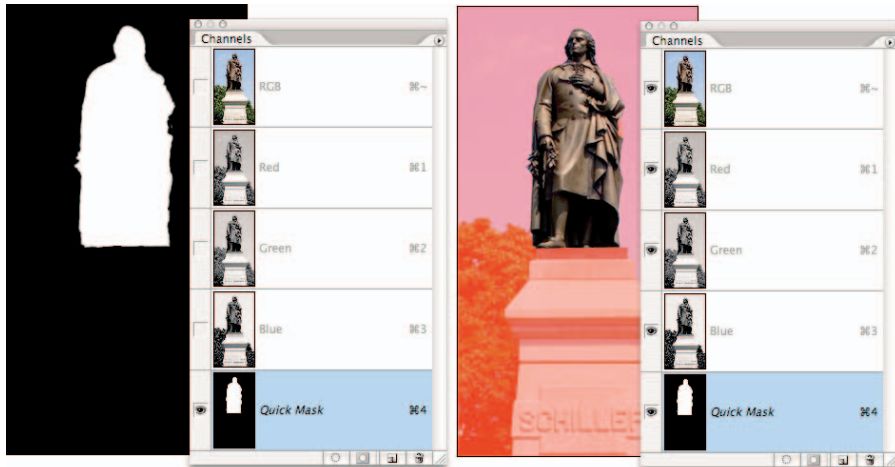 Channels
RGB ⌘~
Red ⌘1
Green ⌘2
Blue ⌘3
Quick Mask ⌘4
SCHILLER
Channels
RGB ⌘~
Red ⌘1
Green ⌘2
Blue ⌘3
Quick Mask ⌘4